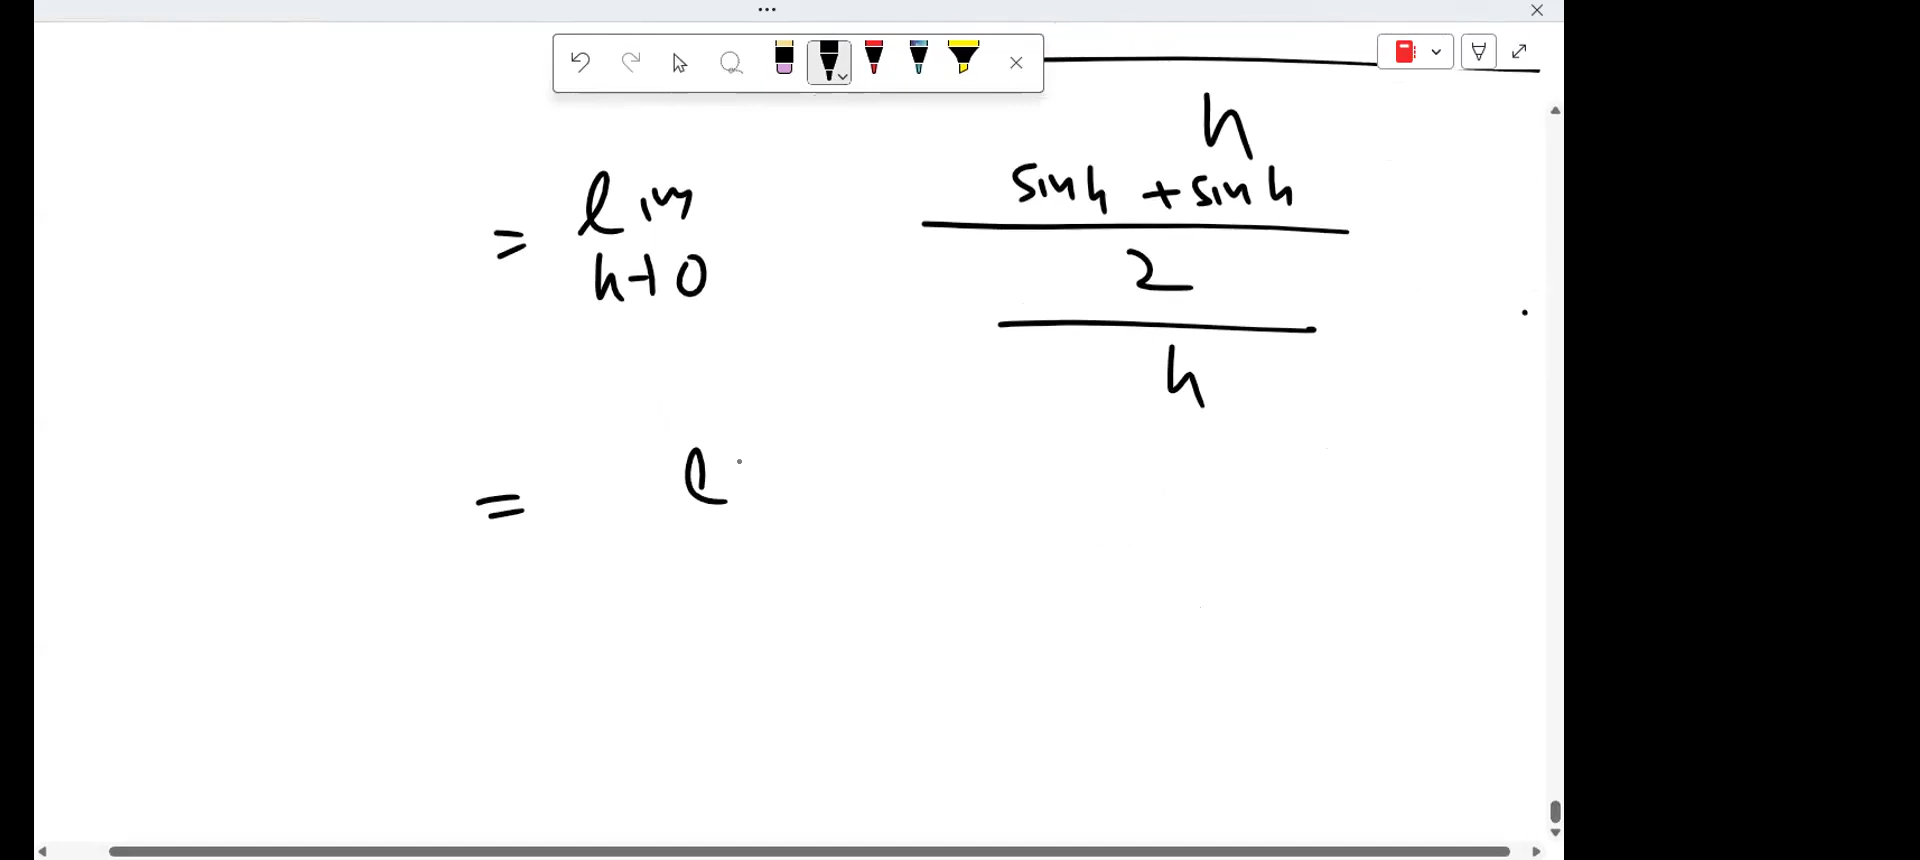 h
= lim sinh + sinh
h→0 2
h
= l